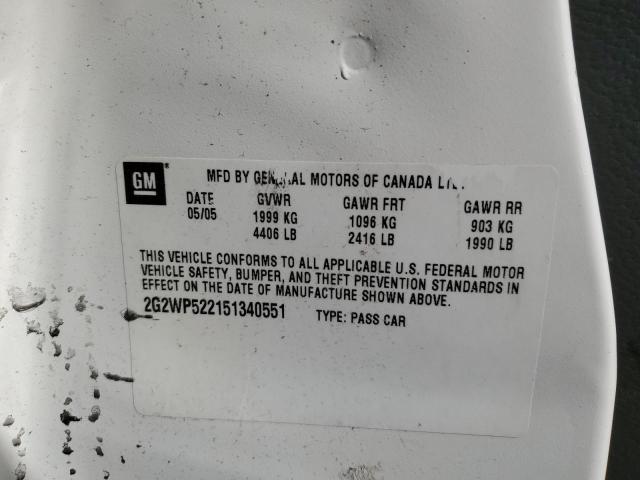 GM
MFD BY GENERAL MOTORS OF CANADA LTD.
DATE GVWR GAWR FRT GAWR RR
05/05 1999 KG 1096 KG 903 KG
4406 LB 2416 LB 1990 LB
THIS VEHICLE CONFORMS TO ALL APPLICABLE U.S. FEDERAL MOTOR
VEHICLE SAFETY, BUMPER, AND THEFT PREVENTION STANDARDS IN
EFFECT ON THE DATE OF MANUFACTURE SHOWN ABOVE.
2G2WP522151340551 TYPE: PASS CAR